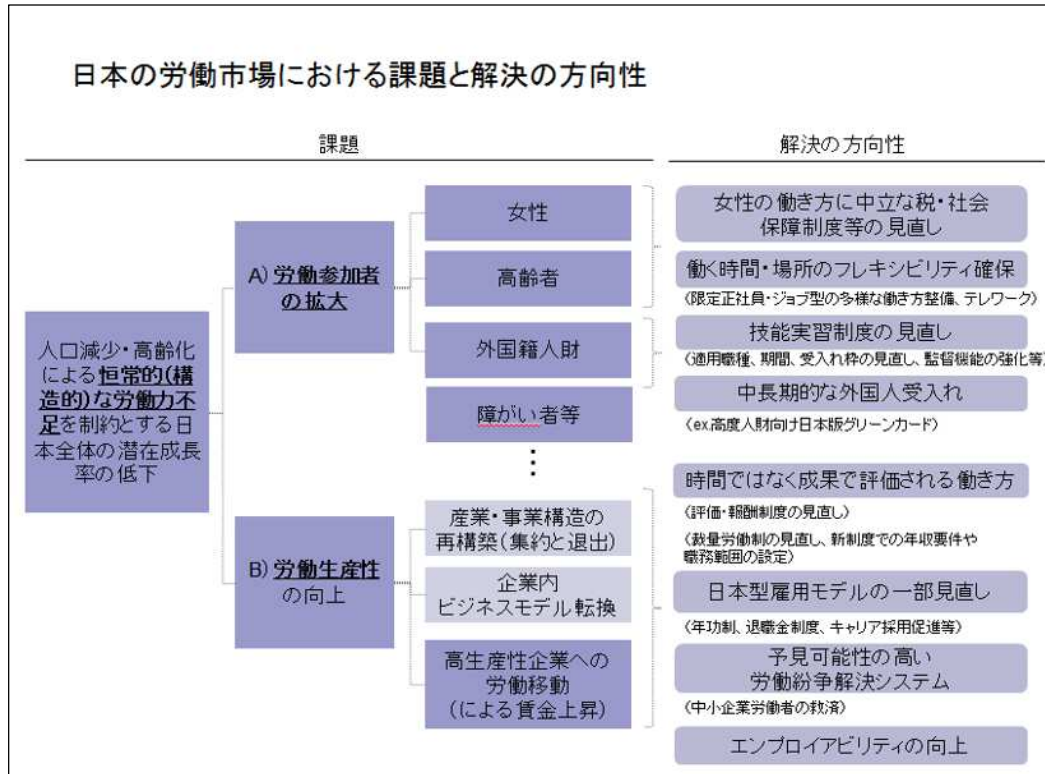 日本の労働市場における課題と解決の方向性
課題
人口減少・高齢化
による恒常的(構
造的)な労働力不
足を制約とする日
本全体の潜在成長
率の低下
A) 労働参加者
の拡大
女性
高齢者
外国籍人財
障がい者等
⋮
B) 労働生産性
の向上
産業・事業構造の
再構築(集約と退出)
企業内
ビジネスモデル転換
高生産性企業への
労働移動
(による賃金上昇)
解決の方向性
女性の働き方に中立な税・社会
保障制度等の見直し
働く時間・場所のフレキシビリティ確保
(限定正社員・ジョブ型の多様な働き方整備、テレワーク)
技能実習制度の見直し
(適用職種、期間、受入れ枠の見直し、監督機能の強化等)
中長期的な外国人受入れ
(ex.高度人財向け日本版グリーンカード)
時間ではなく成果で評価される働き方
(評価・報酬制度の見直し)
(裁量労働制の見直し、新制度での年収要件や
職務範囲の設定)
日本型雇用モデルの一部見直し
(年功制、退職金制度、キャリア採用促進等)
予見可能性の高い
労働紛争解決システム
(中小企業労働者の救済)
エンプロイアビリティの向上